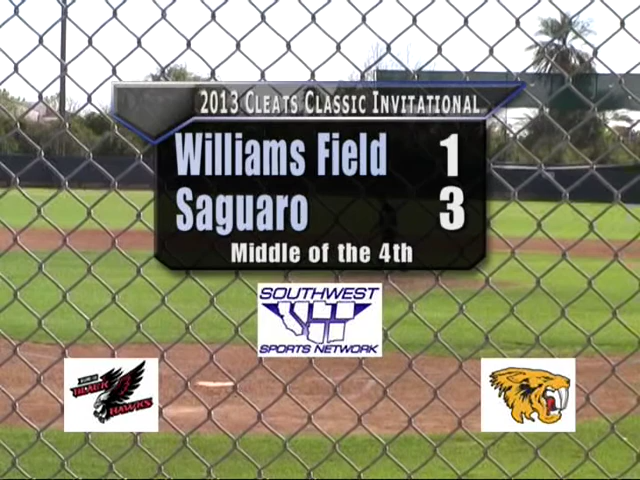 2013 CLEATS CLASSIC INVITATIONAL
Williams Field 1
Saguaro 3
Middle of the 4th
SOUTHWEST
SPORTS NETWORK
BLACK
HAWKS